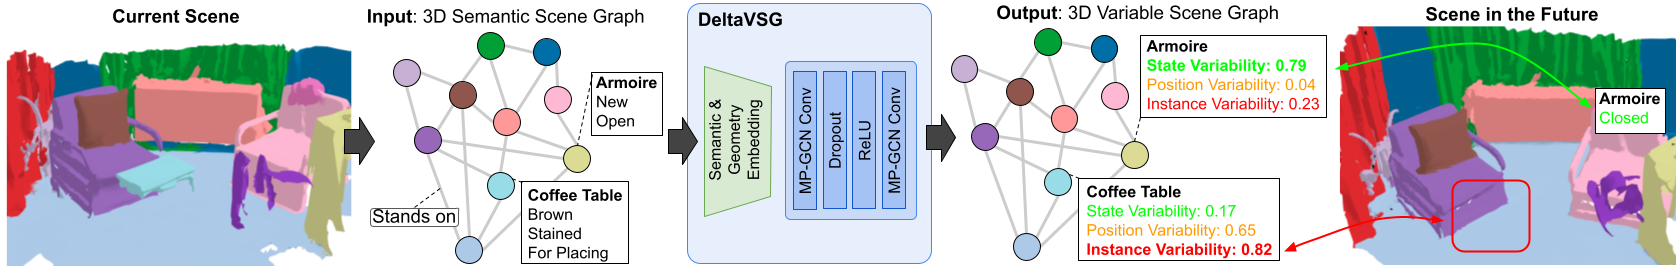 Current Scene
Input: 3D Semantic Scene Graph
Armoire
New
Open
Coffee Table
Brown
Stained
For Placing
Stands on
DeltaVSG
Semantic &
Geometry
Embedding
MP-GCN Conv
Dropout
ReLU
MP-GCN Conv
Output: 3D Variable Scene Graph
Armoire
State Variability: 0.79
Position Variability: 0.04
Instance Variability: 0.23
Coffee Table
State Variability: 0.17
Position Variability: 0.65
Instance Variability: 0.82
Scene in the Future
Armoire
Closed